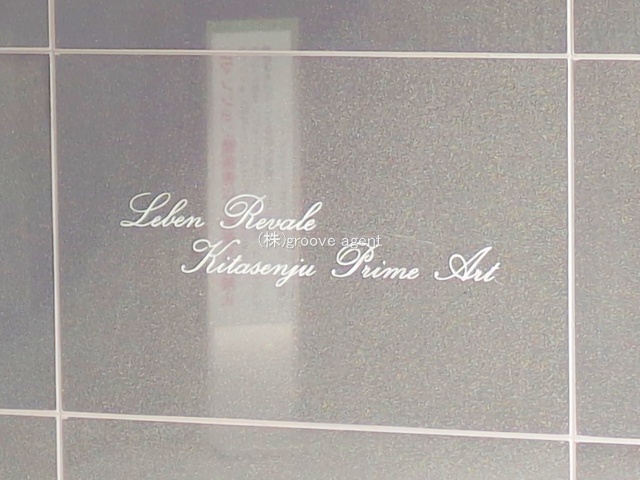 Leben Revale
(株)groove agent
Kitasenju Prime Art